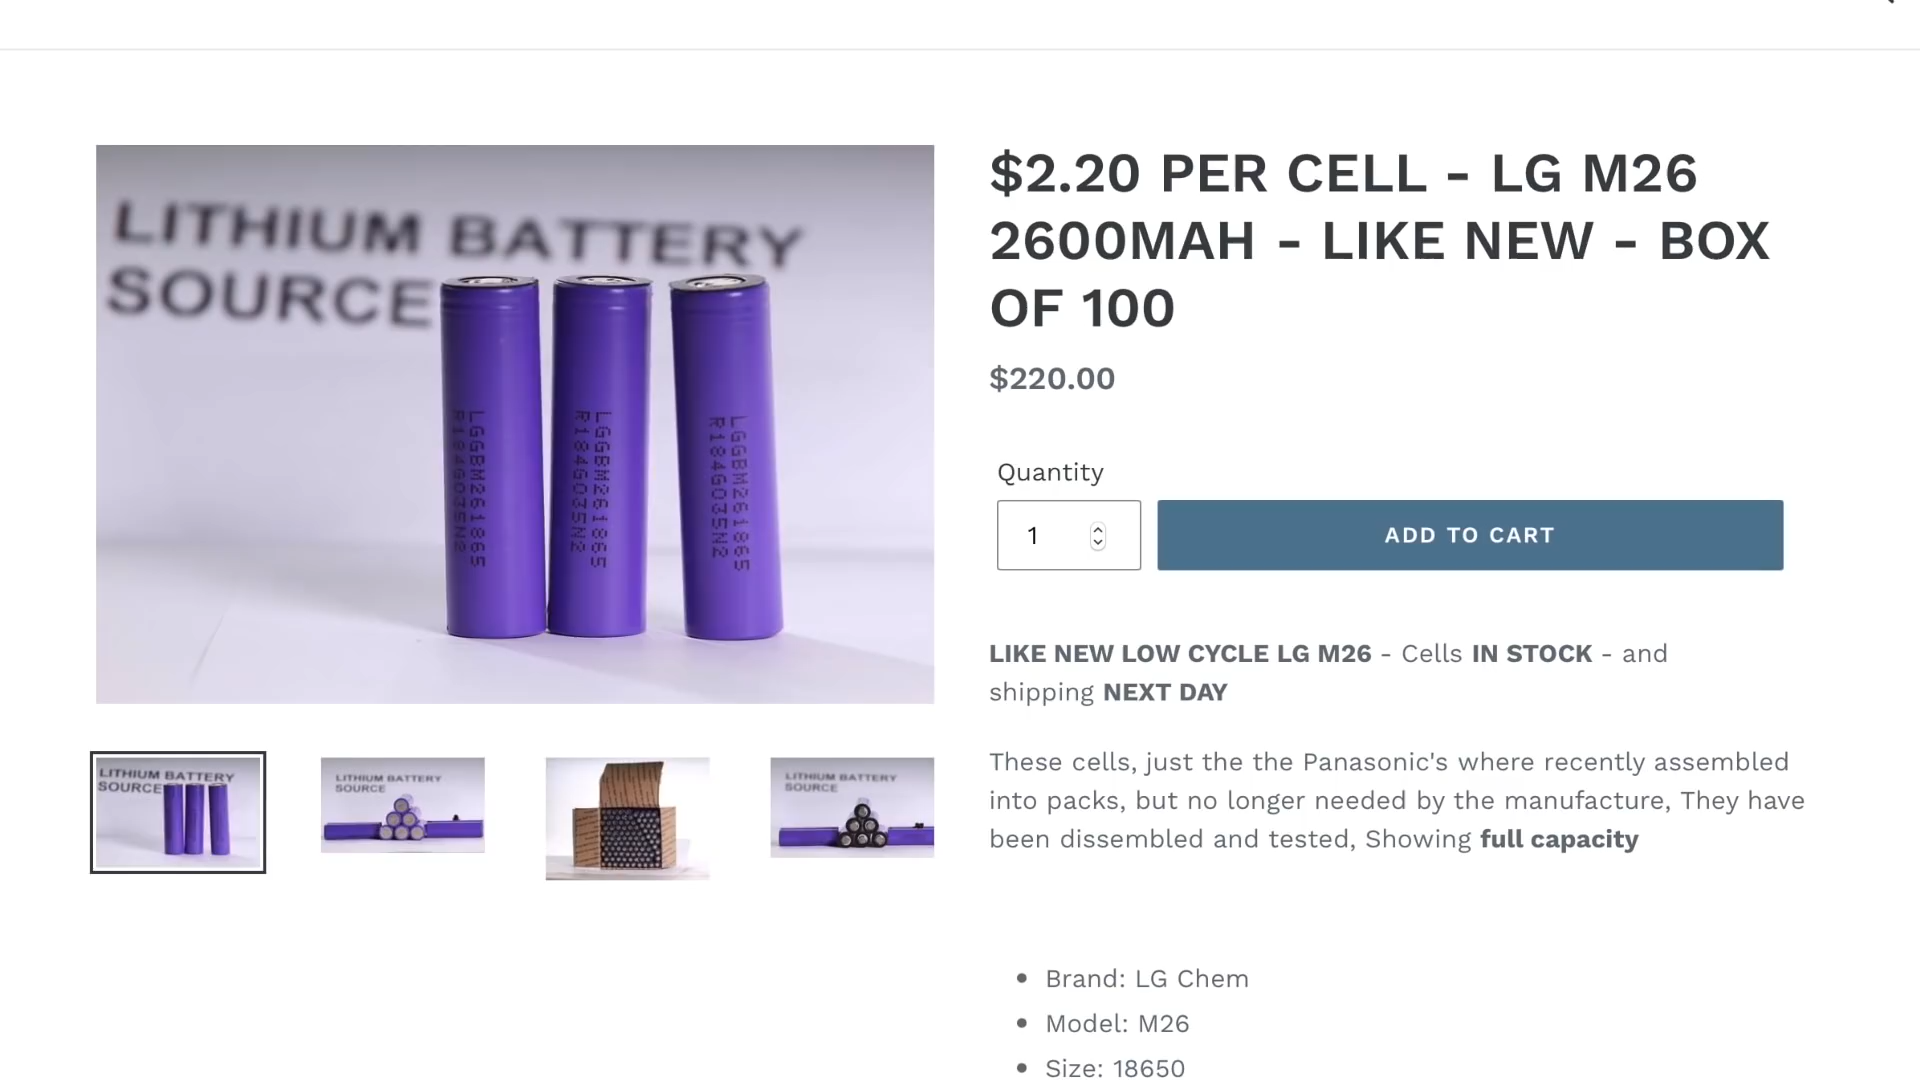 LITHIUM BATTERY
SOURCE
LGGBM261865
R184G035N2
LGGBM261865
R184G035N2
LGGBM261865
R184G035N2
$2.20 PER CELL - LG M26
2600MAH - LIKE NEW - BOX
OF 100
$220.00
Quantity
1
ADD TO CART
LIKE NEW LOW CYCLE LG M26 - Cells IN STOCK - and
shipping NEXT DAY
These cells, just the the Panasonic's where recently assembled
into packs, but no longer needed by the manufacture, They have
been dissembled and tested, Showing full capacity
LITHIUM BATTERY
SOURCE
LITHIUM BATTERY
SOURCE
LITHIUM BATTERY
SOURCE
• Brand: LG Chem
• Model: M26
• Size: 18650